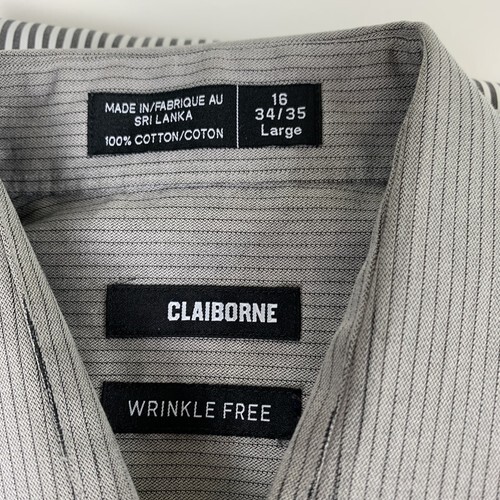 MADE IN/FABRIQUE AU
SRI LANKA
100% COTTON/COTON
16
34/35
Large
CLAIBORNE
WRINKLE FREE